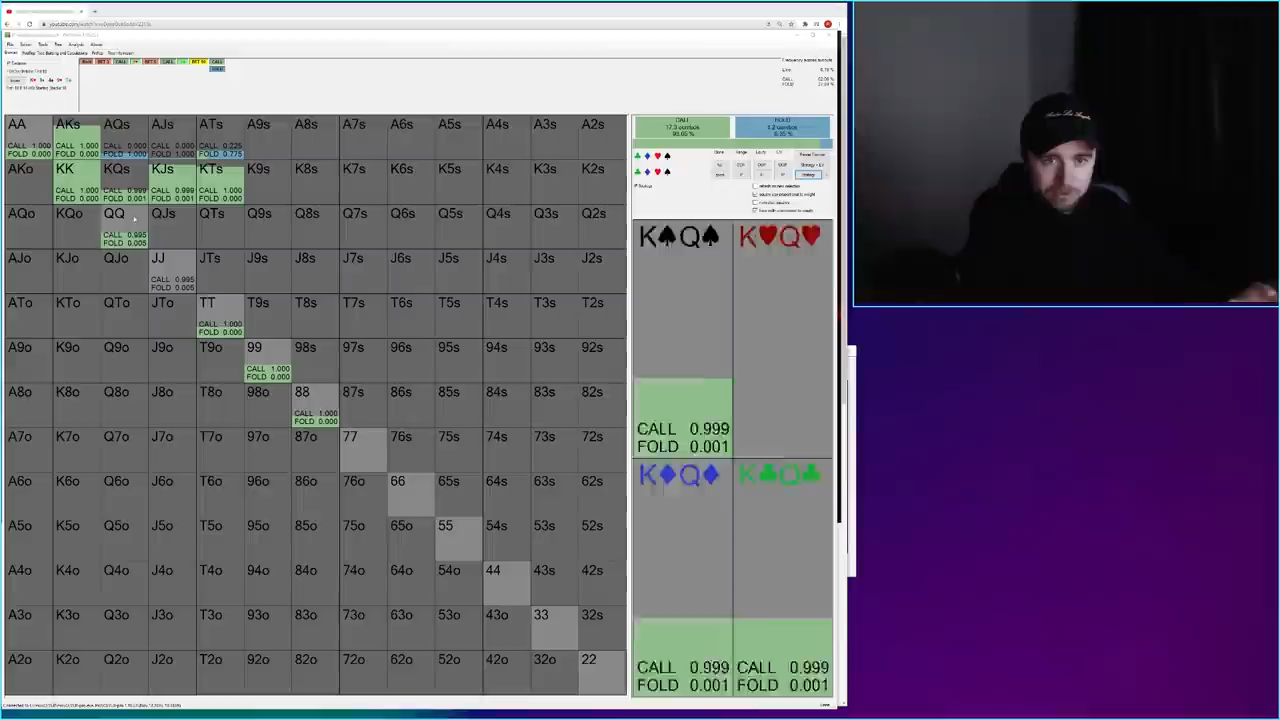 File Solver Tools Tree Analysis About
CALL
17.3 combos
CALL
FOLD
AA AKs AQs AJs ATs A9s A8s A7s A6s A5s A4s A3s A2s
CALL 1.000 CALL 1.000 CALL 0.000 CALL 0.000 CALL 0.225
FOLD 0.000 FOLD 0.000 FOLD 1.000 FOLD 1.000 FOLD 0.775
AKo KK KQs KJs KTs K9s K8s K7s K6s K5s K4s K3s K2s
CALL 1.000 CALL 0.999 CALL 0.999 CALL 1.000
FOLD 0.000 FOLD 0.001 FOLD 0.001 FOLD 0.000
AQo KQo QQ QJs QTs Q9s Q8s Q7s Q6s Q5s Q4s Q3s Q2s
CALL 0.995
FOLD 0.005
AJo KJo QJo JJ JTs J9s J8s J7s J6s J5s J4s J3s J2s
CALL 0.995
FOLD 0.005
ATo KTo QTo JTo TT T9s T8s T7s T6s T5s T4s T3s T2s
CALL 1.000
FOLD 0.000
A9o K9o Q9o J9o T9o 99 98s 97s 96s 95s 94s 93s 92s
CALL 1.000
FOLD 0.000
A8o K8o Q8o J8o T8o 98o 88 87s 86s 85s 84s 83s 82s
CALL 1.000
FOLD 0.000
A7o K7o Q7o J7o T7o 97o 87o 77 76s 75s 74s 73s 72s
A6o K6o Q6o J6o T6o 96o 86o 76o 66 65s 64s 63s 62s
A5o K5o Q5o J5o T5o 95o 85o 75o 65o 55 54s 53s 52s
A4o K4o Q4o J4o T4o 94o 84o 74o 64o 54o 44 43s 42s
A3o K3o Q3o J3o T3o 93o 83o 73o 63o 53o 43o 33 32s
A2o K2o Q2o J2o T2o 92o 82o 72o 62o 52o 42o 32o 22
K♠Q♠ K♥Q♥
CALL 0.999
FOLD 0.001
K♦Q♦ K♣Q♣
CALL 0.999 CALL 0.999
FOLD 0.001 FOLD 0.001